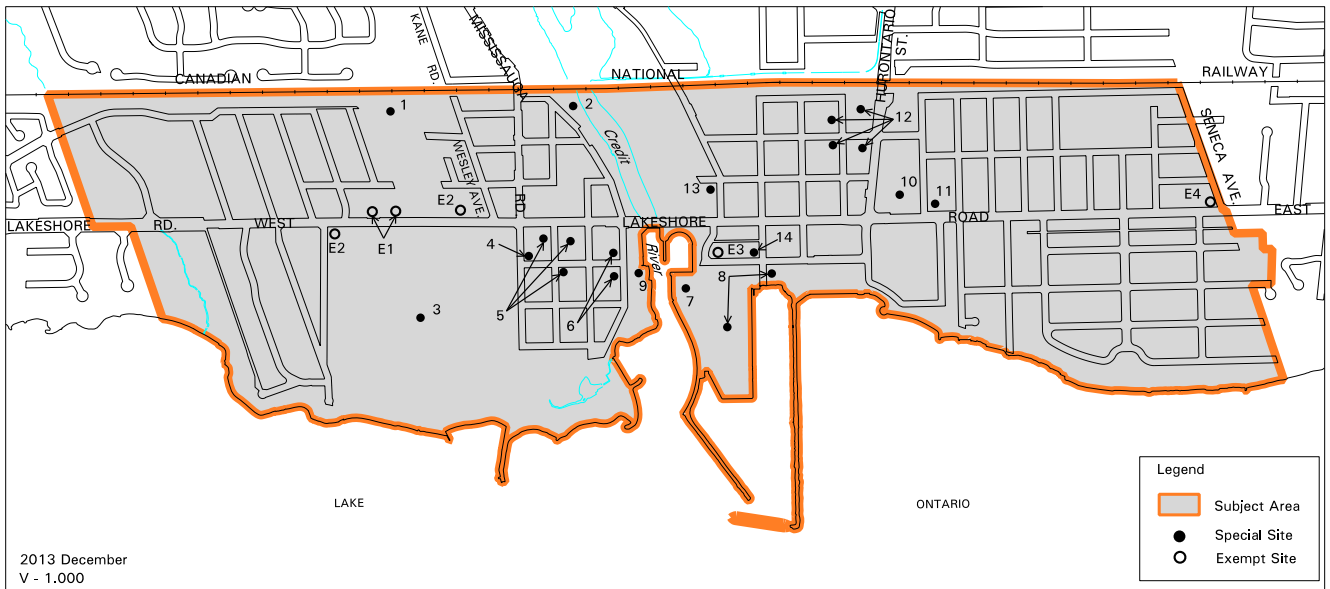 KANE
RD.
MISSISSAUGA
RD
HURONTARIO
ST.
CANADIAN
NATIONAL
RAILWAY
1
2
12
Credit
River
WESLEY AVE.
SENECA AVE.
13
10
11
E4
E2
E1
E2
LAKESHORE
RD.
WEST
LAKESHORE
ROAD
EAST
4
E3
14
9
7
8
5
6
3
LAKE
ONTARIO
Legend
Subject Area
Special Site
Exempt Site
2013 December
V - 1.000